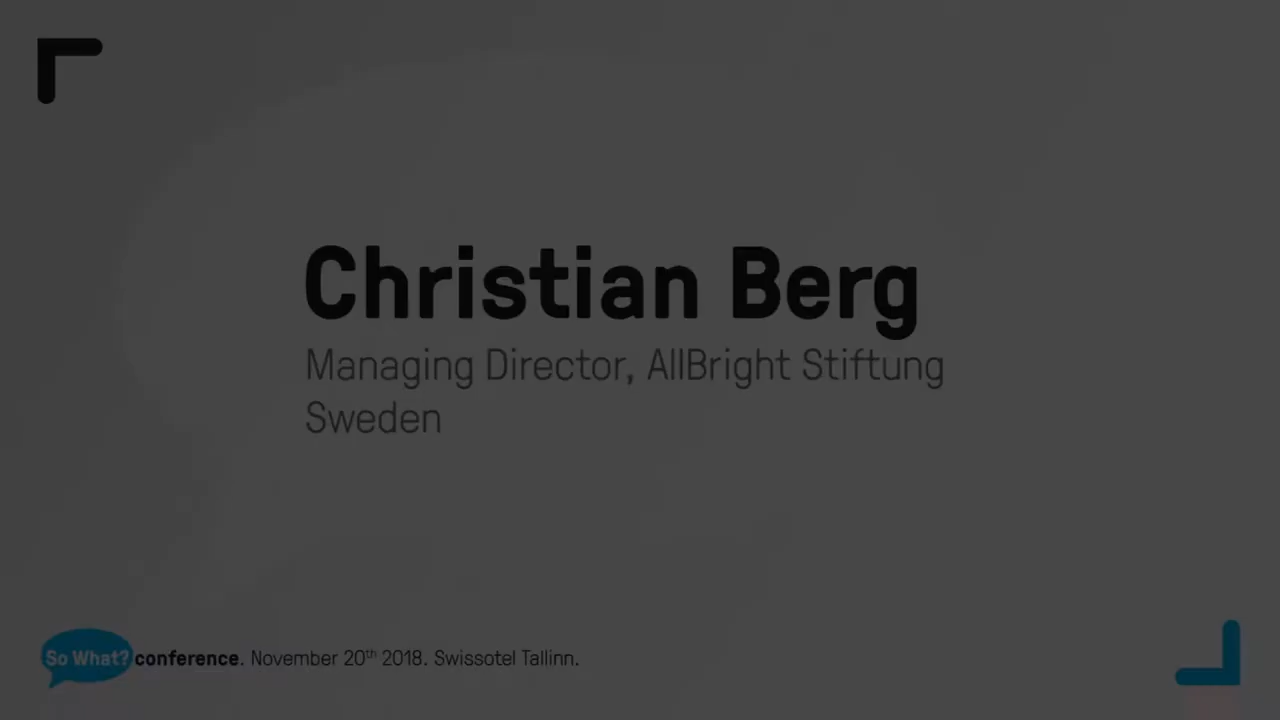 Christian Berg
Managing Director, AllBright Stiftung
Sweden
So What? conference. November 20th 2018. Swissotel Tallinn.